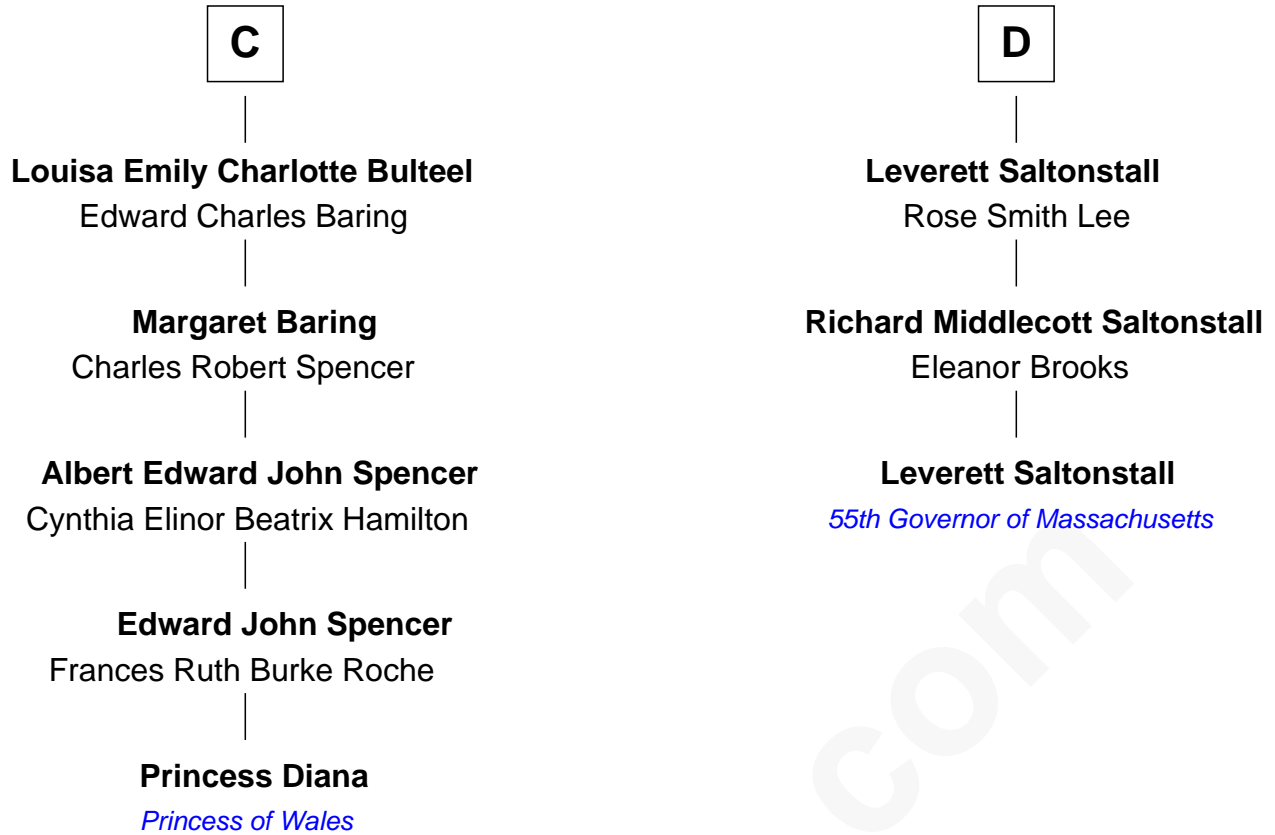 C
Louisa Emily Charlotte Bulteel
Edward Charles Baring
Margaret Baring
Charles Robert Spencer
Albert Edward John Spencer
Cynthia Elinor Beatrix Hamilton
Edward John Spencer
Frances Ruth Burke Roche
Princess Diana
Princess of Wales
D
Leverett Saltonstall
Rose Smith Lee
Richard Middlecott Saltonstall
Eleanor Brooks
Leverett Saltonstall
55th Governor of Massachusetts
com